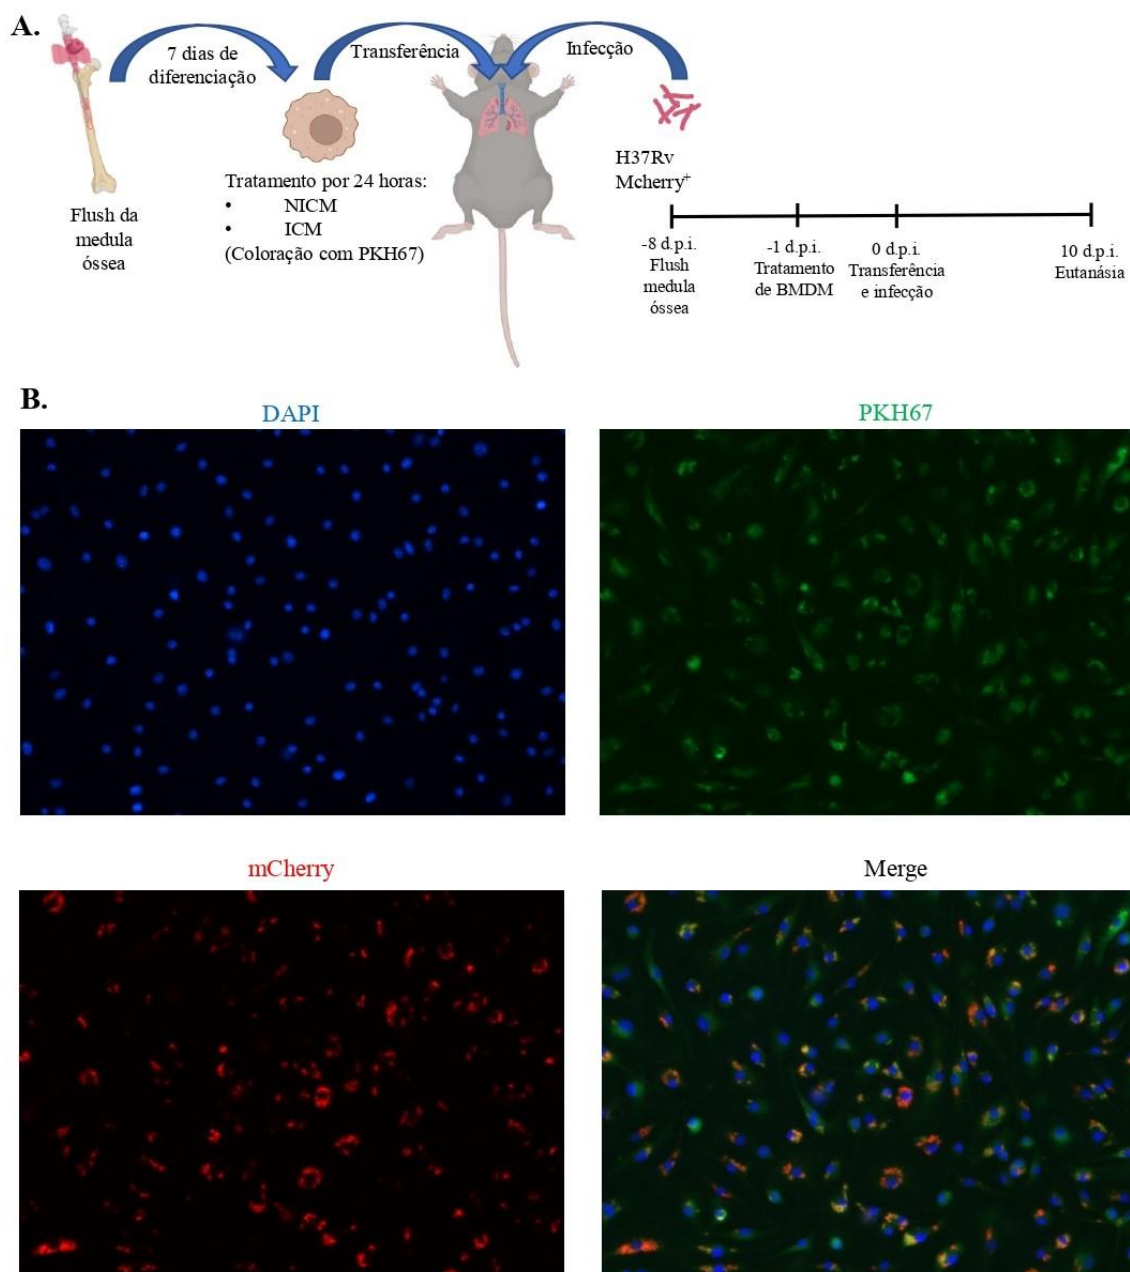 A.
7 dias de
diferenciação
Transferência
Infecção
Flush da
medula
óssea
Tratamento por 24 horas:
• NICM
• ICM
(Coloração com PKH67)
H37Rv
Mcherry⁺
-8 d.p.i.
Flush
medula
óssea
-1 d.p.i.
Tratamento
de BMDM
0 d.p.i.
Transferência
e infecção
10 d.p.i.
Eutanásia
B.
DAPI
PKH67
mCherry
Merge